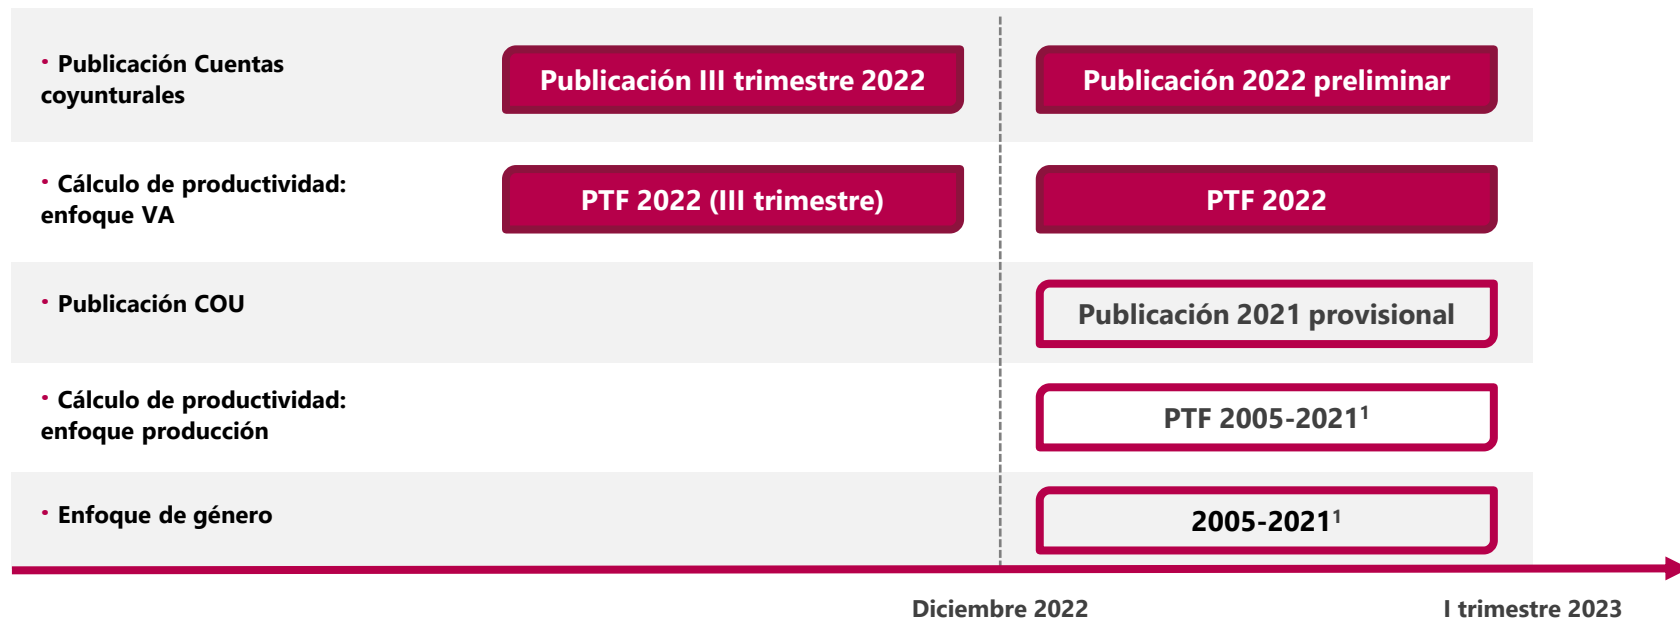 · Publicación Cuentas
coyunturales
Publicación III trimestre 2022
Publicación 2022 preliminar
· Cálculo de productividad:
enfoque VA
PTF 2022 (III trimestre)
PTF 2022
· Publicación COU
Publicación 2021 provisional
· Cálculo de productividad:
enfoque producción
PTF 2005-2021¹
· Enfoque de género
2005-2021¹
Diciembre 2022
I trimestre 2023